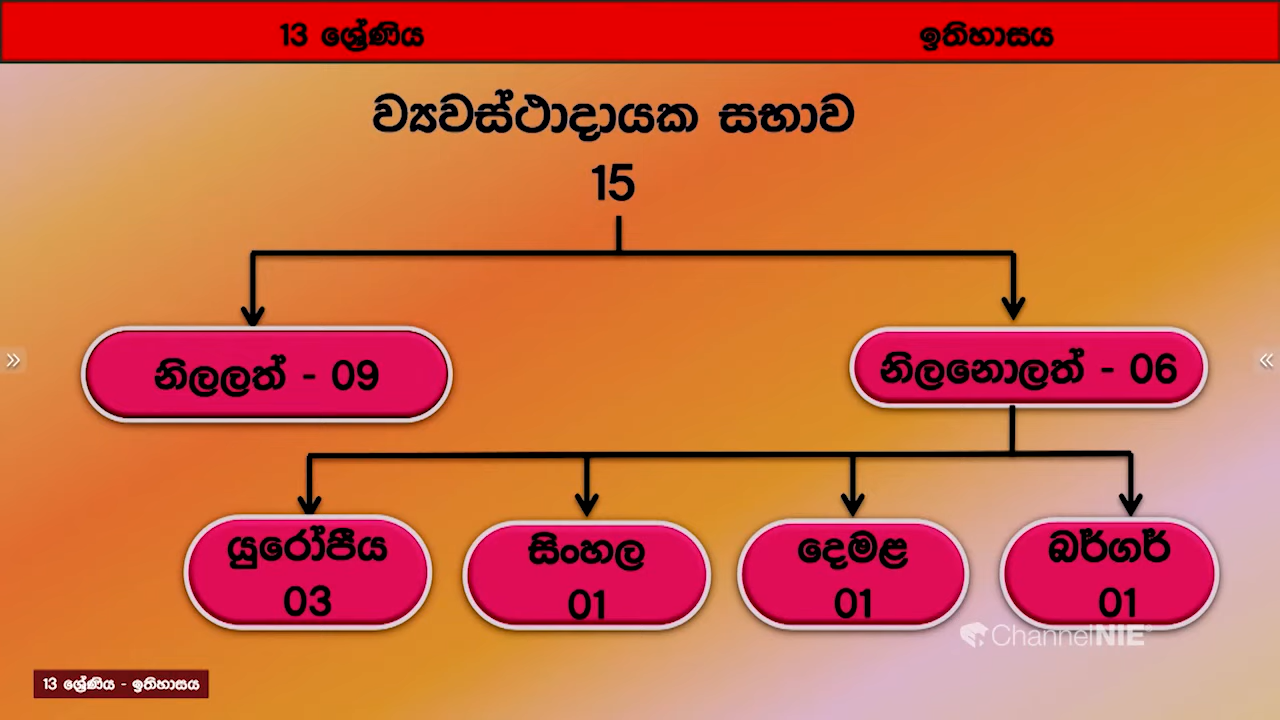 13 ශ්‍රේණිය
ඉතිහාසය
ව්‍යවස්ථාදායක සභාව
15
නිලලත් - 09
නිලනොලත් - 06
යුරෝපීය
03
සිංහල
01
දෙමළ
01
බර්ගර්
01
ChannelNIE
13 ශ්‍රේණිය - ඉතිහාසය